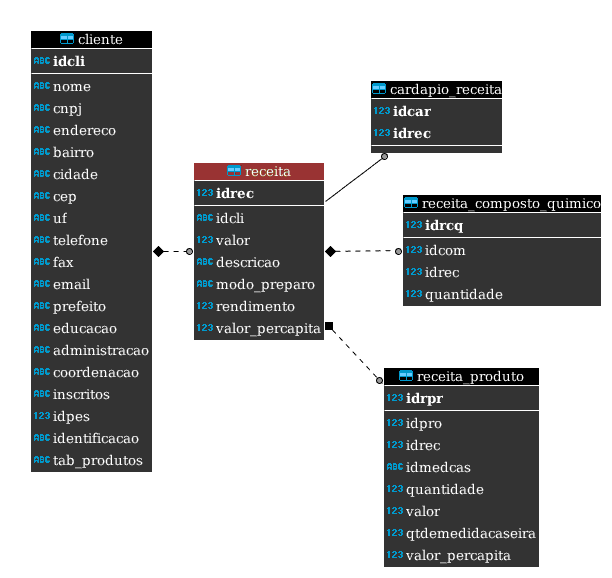 cliente
ABC idcli
ABC nome
ABC cnpj
ABC endereco
ABC bairro
ABC cidade
ABC cep
ABC uf
ABC telefone
ABC fax
ABC email
ABC prefeito
ABC educacao
ABC administracao
ABC coordenacao
ABC inscritos
123 idpes
ABC identificacao
ABC tab_produtos
receita
123 idrec
ABC idcli
123 valor
ABC descricao
ABC modo_preparo
123 rendimento
123 valor_percapita
cardapio_receita
123 idcar
123 idrec
receita_composto_quimico
123 idrcq
123 idcom
123 idrec
123 quantidade
receita_produto
123 idrpr
123 idpro
123 idrec
ABC idmedcas
123 quantidade
123 valor
123 qtdemedidacaseira
123 valor_percapita